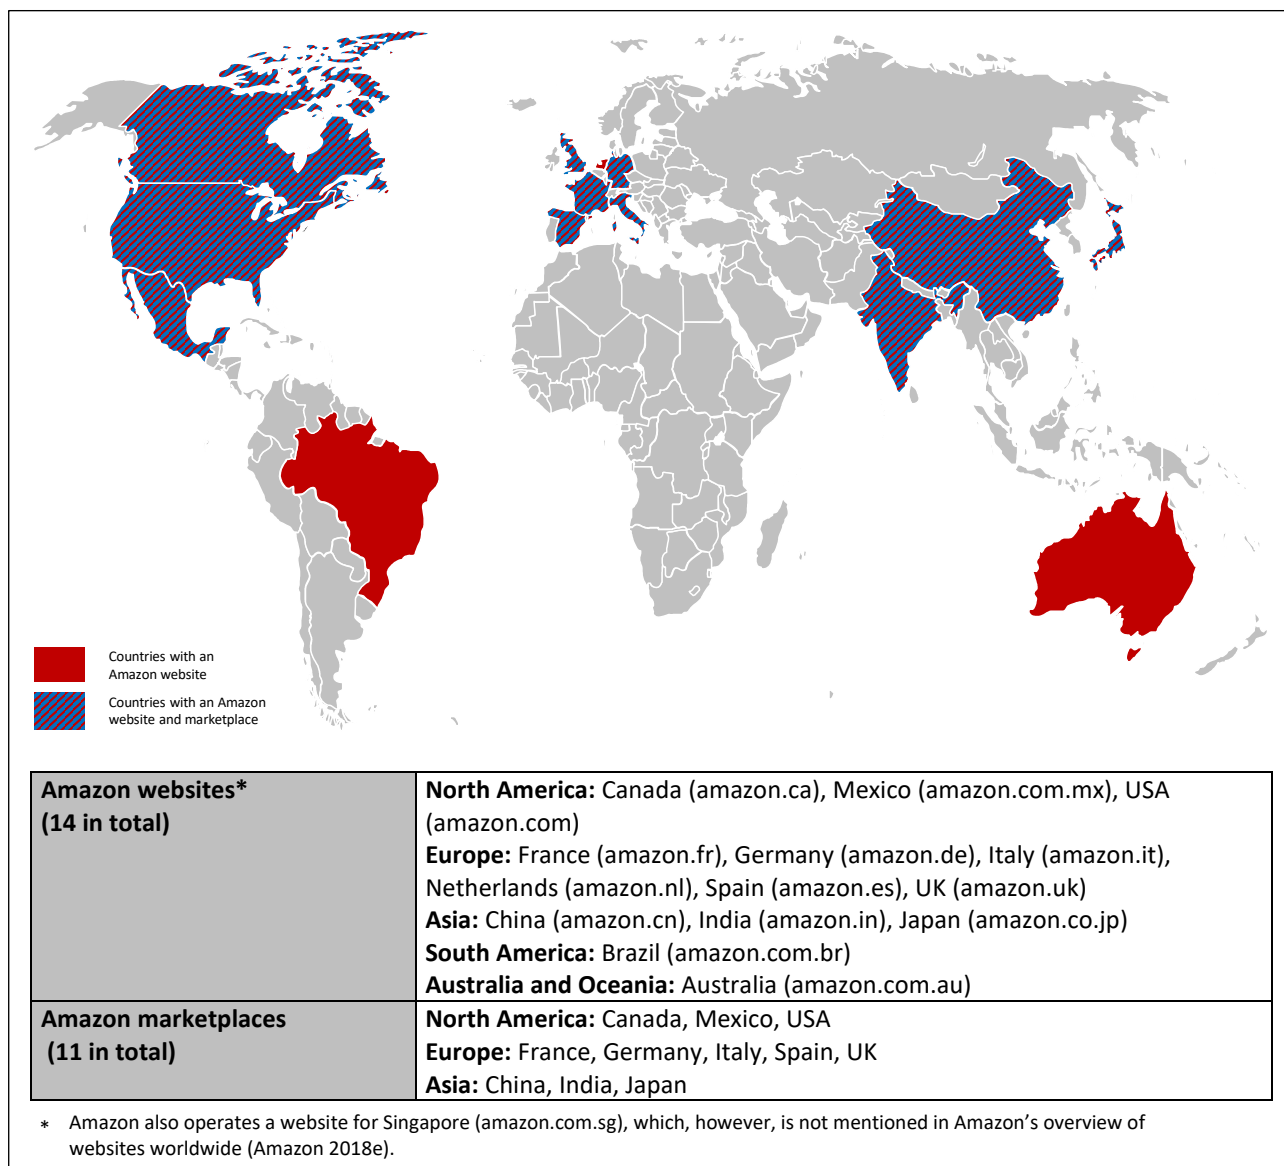 Countries with an
Amazon website
Countries with an Amazon
website and marketplace
Amazon websites*
(14 in total)
North America: Canada (amazon.ca), Mexico (amazon.com.mx), USA
(amazon.com)
Europe: France (amazon.fr), Germany (amazon.de), Italy (amazon.it),
Netherlands (amazon.nl), Spain (amazon.es), UK (amazon.uk)
Asia: China (amazon.cn), India (amazon.in), Japan (amazon.co.jp)
South America: Brazil (amazon.com.br)
Australia and Oceania: Australia (amazon.com.au)
Amazon marketplaces
(11 in total)
North America: Canada, Mexico, USA
Europe: France, Germany, Italy, Spain, UK
Asia: China, India, Japan
* Amazon also operates a website for Singapore (amazon.com.sg), which, however, is not mentioned in Amazon’s overview of
websites worldwide (Amazon 2018e).